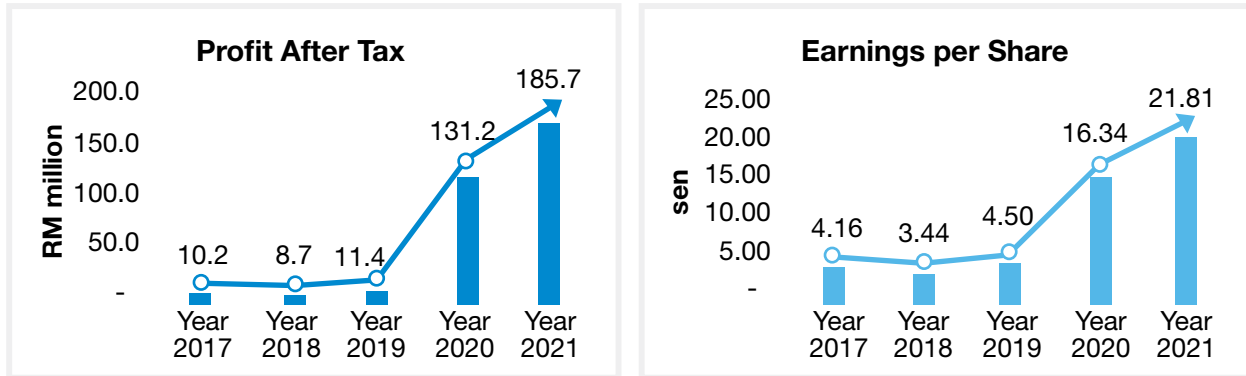 Profit After Tax
RM million
200.0
150.0
100.0
50.0
-
10.2
8.7
11.4
131.2
185.7
Year
2017
Year
2018
Year
2019
Year
2020
Year
2021
Earnings per Share
sen
25.00
20.00
15.00
10.00
5.00
-
4.16
3.44
4.50
16.34
21.81
Year
2017
Year
2018
Year
2019
Year
2020
Year
2021